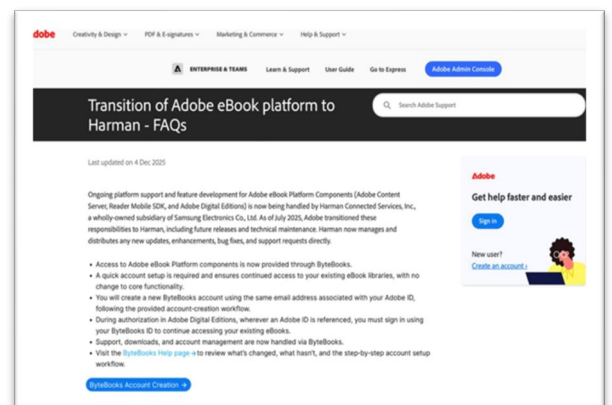 Adobe Creativity & Design PDF & E-signatures Marketing & Commerce Help & Support
ENTERPRISE & TEAMS Learn & Support User Guide Go to Express Adobe Admin Console
Transition of Adobe eBook platform to
Harman - FAQs
Search Adobe Support
Last updated on 4 Dec 2025
Ongoing platform support and feature development for Adobe eBook Platform Components (Adobe Content
Server, Reader Mobile SDK, and Adobe Digital Editions) is now being handled by Harman Connected Services, Inc.,
a wholly-owned subsidiary of Samsung Electronics Co., Ltd. As of July 2025, Adobe transitioned these
responsibilities to Harman, including future releases and technical maintenance. Harman now manages and
distributes any new updates, enhancements, bug fixes, and support requests directly.
• Access to Adobe eBook Platform components is now provided through ByteBooks.
• A quick account setup is required and ensures continued access to your existing eBook libraries, with no
change to core functionality.
• You will create a new ByteBooks account using the same email address associated with your Adobe ID,
following the provided account-creation workflow.
• During authorization in Adobe Digital Editions, wherever an Adobe ID is referenced, you must sign in using
your ByteBooks ID to continue accessing your existing eBooks.
• Support, downloads, and account management are now handled via ByteBooks.
• Visit the ByteBooks Help page → to review what's changed, what hasn't, and the step-by-step account setup
workflow.
ByteBooks Account Creation →
Adobe
Get help faster and easier
Sign in
New user?
Create an account ›